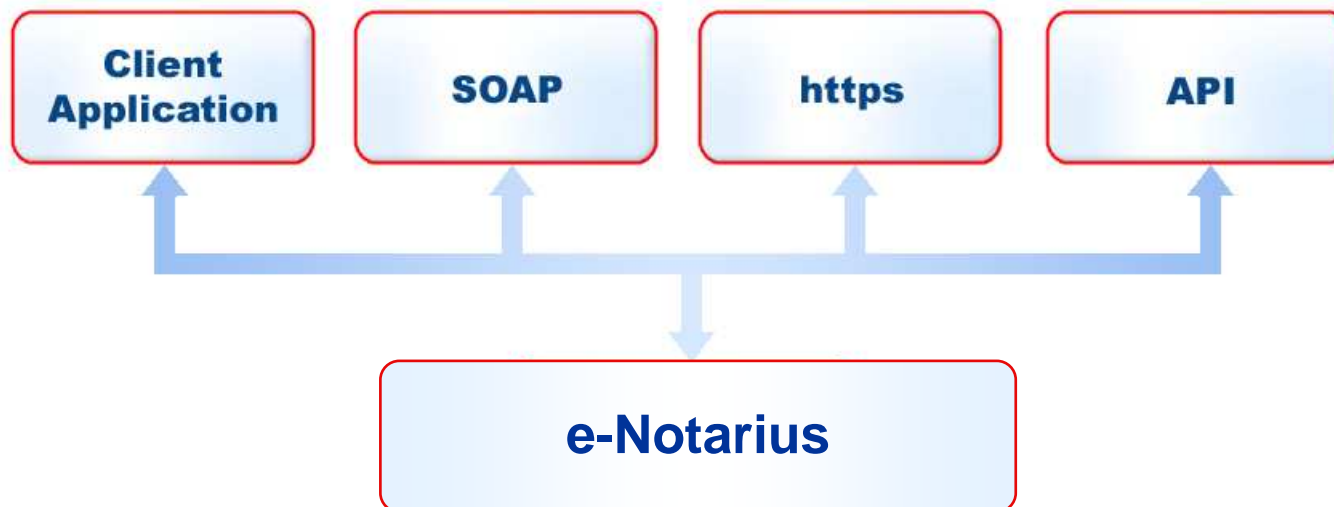 Client
Application
SOAP
https
API
e-Notarius